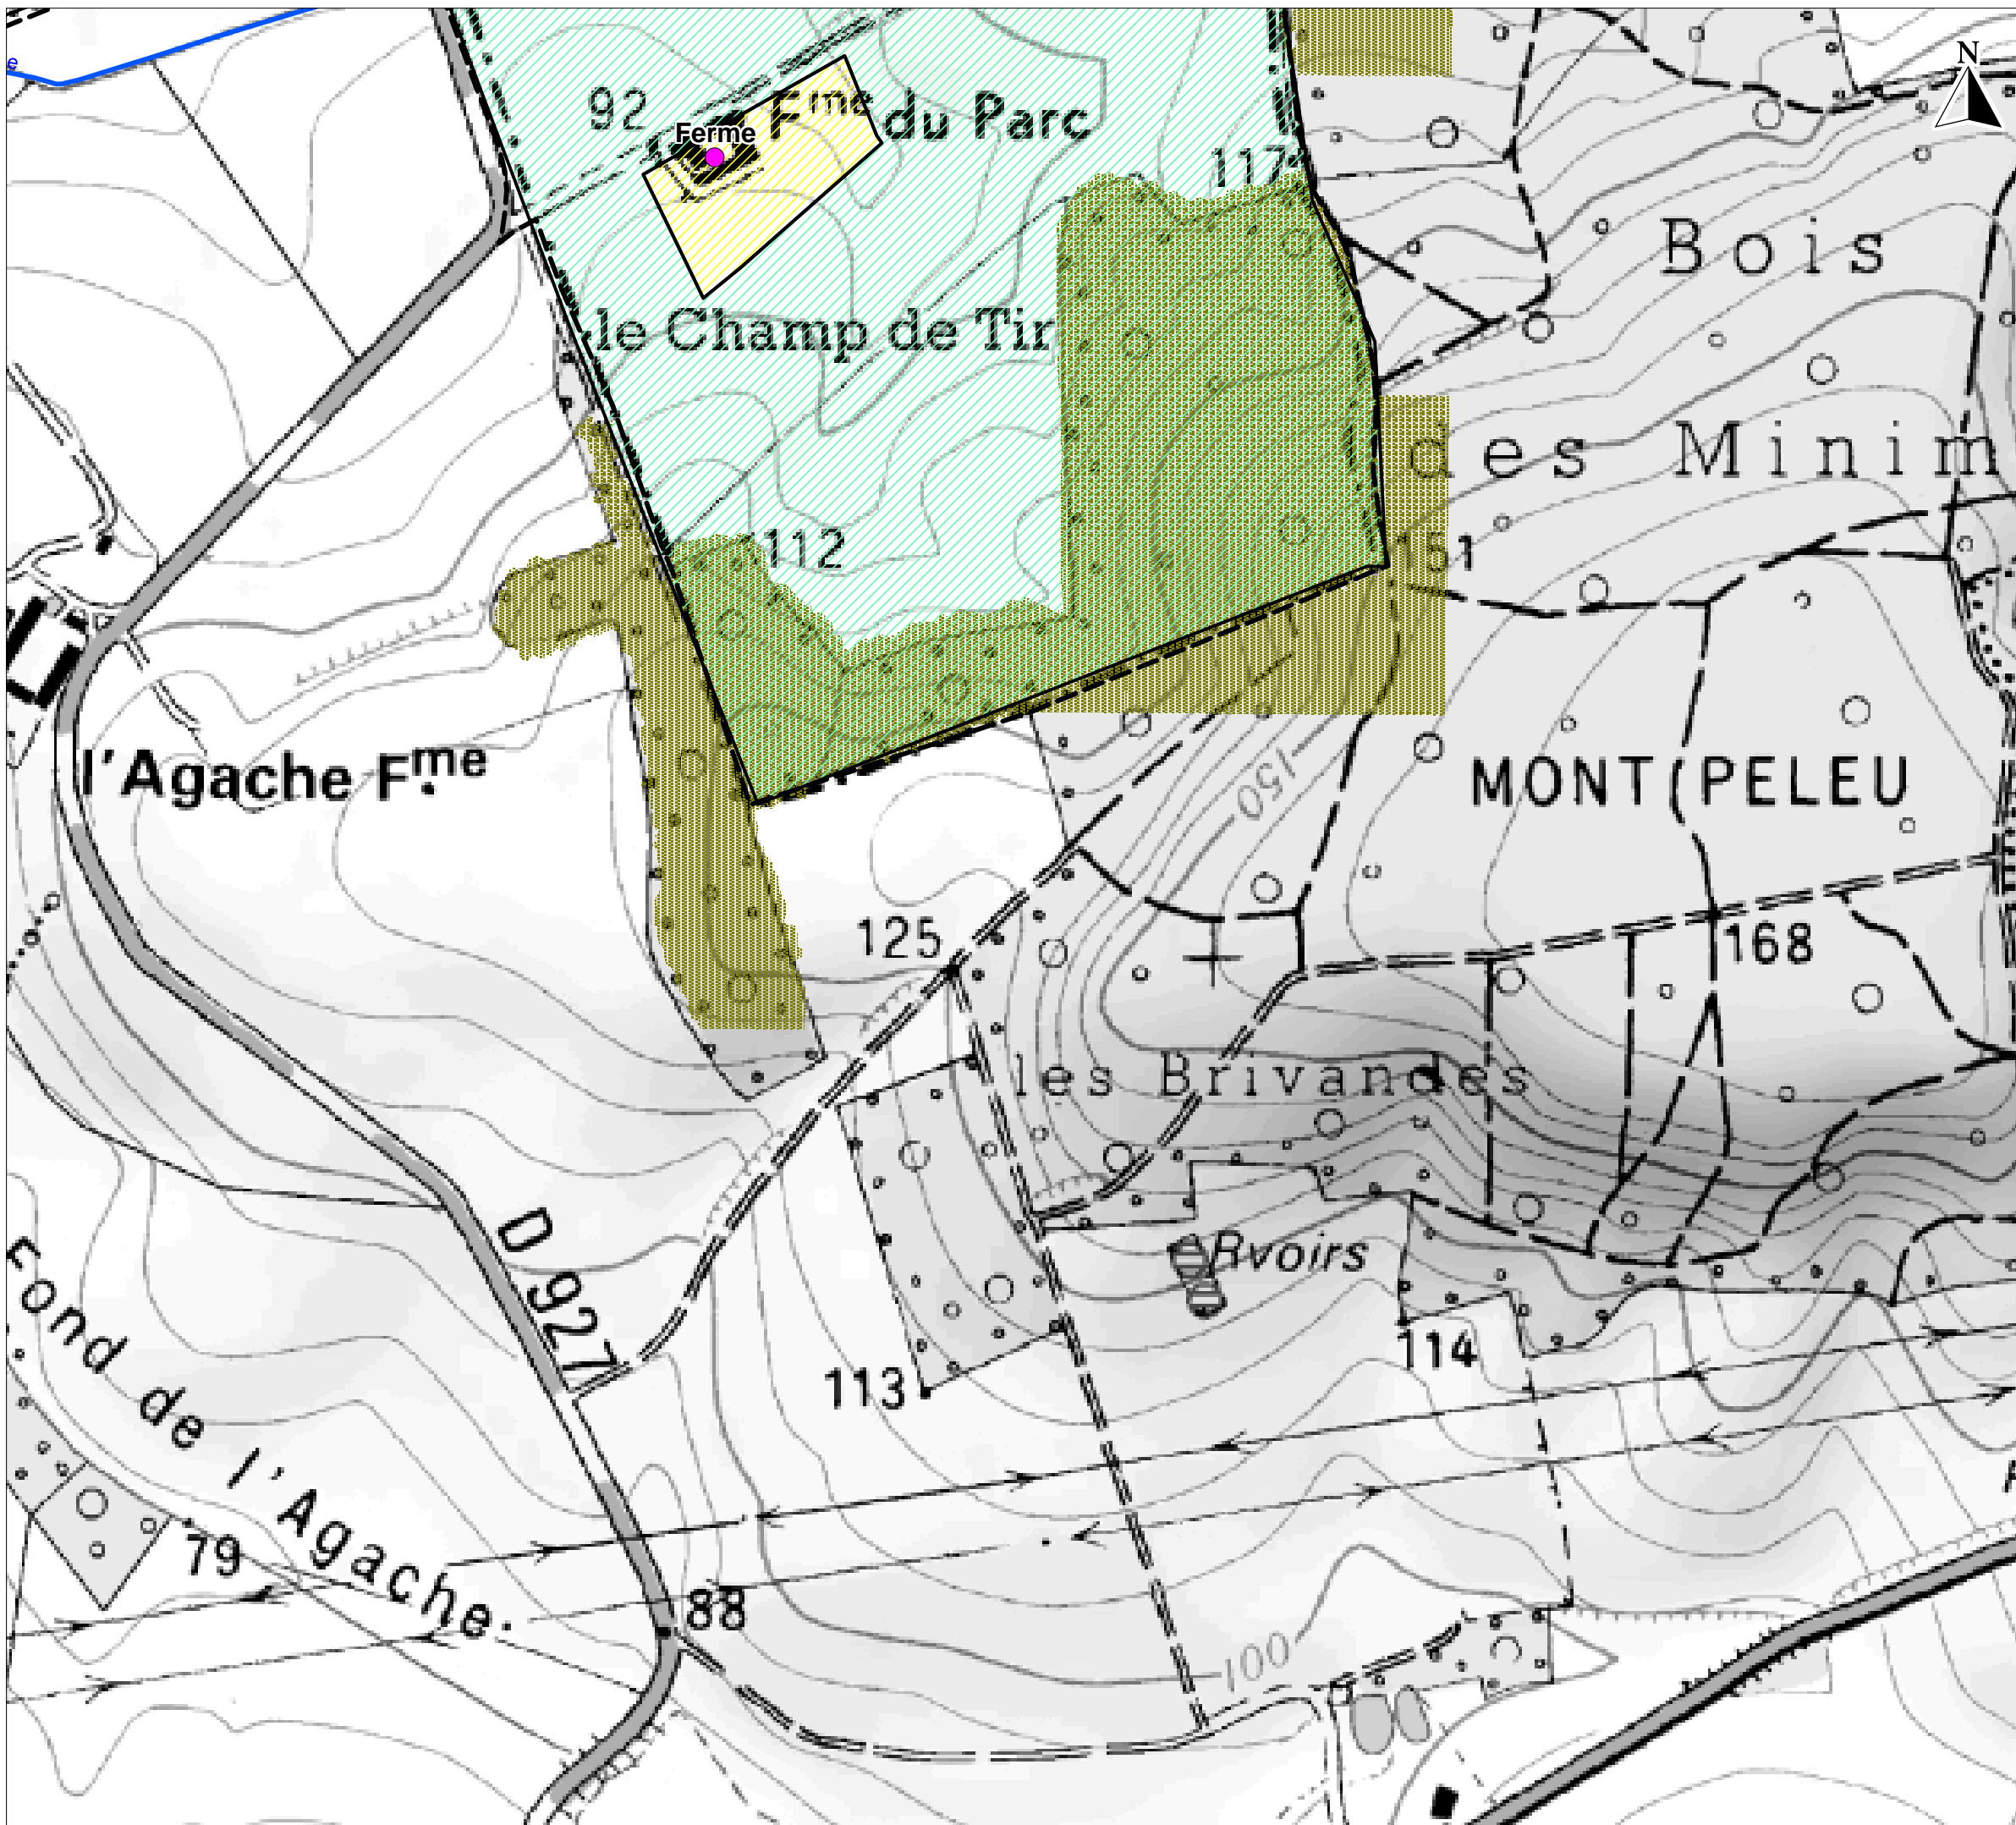 N
e
92
Fme du Parc
Ferme
117
Bois
le Champ de Tir
des Minim
112
151
l'Agache Fme
MONT PELEU
150
125
168
les Brivandes
D 927
Rvoirs
Fond de l'Agache
114
113
79
88
100